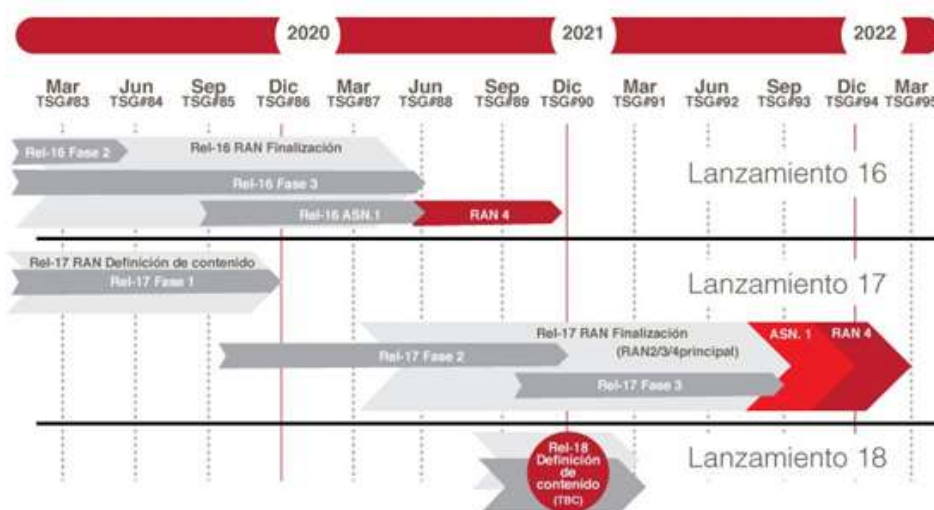 2020
2021
2022
Mar
TSG#83
Jun
TSG#84
Sep
TSG#85
Dic
TSG#86
Mar
TSG#87
Jun
TSG#88
Sep
TSG#89
Dic
TSG#90
Mar
TSG#91
Jun
TSG#92
Sep
TSG#93
Dic
TSG#94
Mar
TSG#95
Rel-16 RAN Finalización
Rel-16 Fase 2
Rel-16 Fase 3
Rel-16 ASN.1
RAN 4
Lanzamiento 16
Rel-17 RAN Definición de contenido
Rel-17 Fase 1
Lanzamiento 17
Rel-17 RAN Finalización
(RAN2/3/4principal)
ASN. 1
RAN 4
Rel-17 Fase 2
Rel-17 Fase 3
Rel-18
Definición
de
contenido
(TBC)
Lanzamiento 18